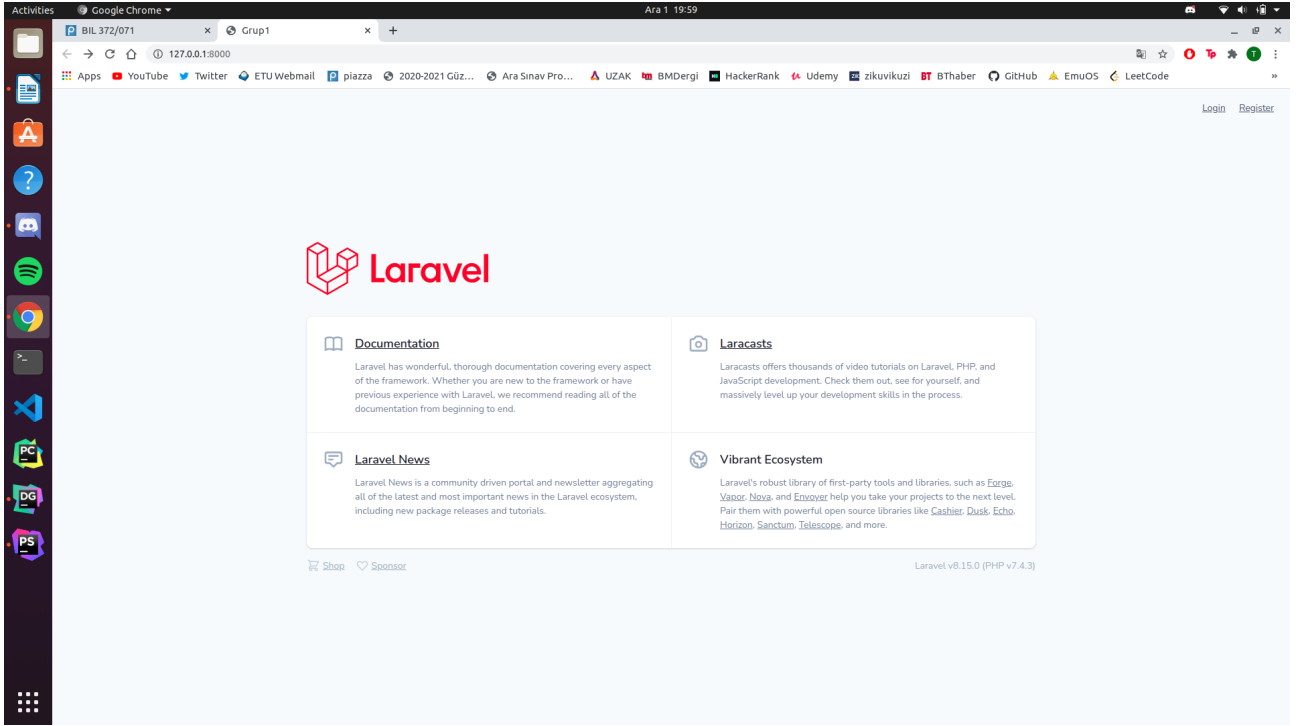 Activities Google Chrome Ara 1 19:59
BIL 372/071 Grup1
127.0.0.1:8000
Apps YouTube Twitter ETU Webmail piazza 2020-2021 Güz... Ara Sınav Pro... UZAK BMDergi HackerRank Udemy zikuvikuzi BThaber GitHub EmuOS LeetCode »
Login Register
Laravel
Documentation
Laravel has wonderful, thorough documentation covering every aspect
of the framework. Whether you are new to the framework or have
previous experience with Laravel, we recommend reading all of the
documentation from beginning to end.
Laracasts
Laracasts offers thousands of video tutorials on Laravel, PHP, and
JavaScript development. Check them out, see for yourself, and
massively level up your development skills in the process.
Laravel News
Laravel News is a community driven portal and newsletter aggregating
all of the latest and most important news in the Laravel ecosystem,
including new package releases and tutorials.
Vibrant Ecosystem
Laravel's robust library of first-party tools and libraries, such as Forge,
Vapor, Nova, and Envoyer help you take your projects to the next level.
Pair them with powerful open source libraries like Cashier, Dusk, Echo,
Horizon, Sanctum, Telescope, and more.
Shop Sponsor
Laravel v8.15.0 (PHP v7.4.3)
PC
DG
PS